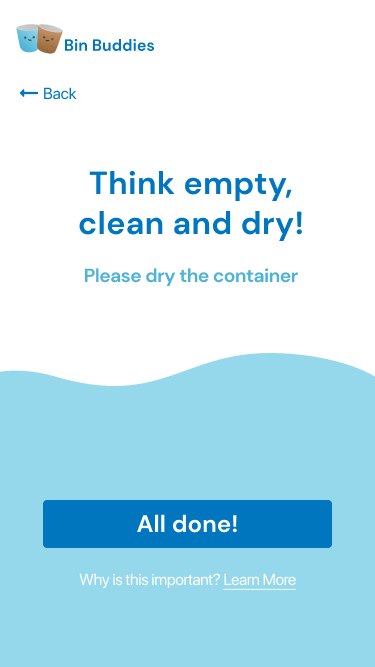 Bin Buddies
Back
Think empty,
clean and dry!
Please dry the container
All done!
Why is this important? Learn More